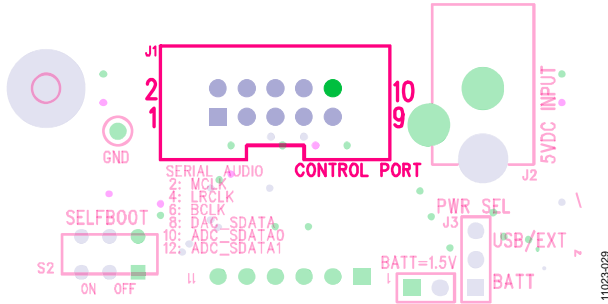 J1
2
10
1
9
5VDC INPUT
GND
SERIAL AUDIO
CONTROL PORT
J2
2: MCLK
4: LRCLK
6: BCLK
8: DAC_SDATA
10: ADC_SDATA0
12: ADC_SDATA1
PWR SEL
SELFBOOT
J3
USB/EXT
S2
BATT=1.5V
BATT
ON OFF
11023-029